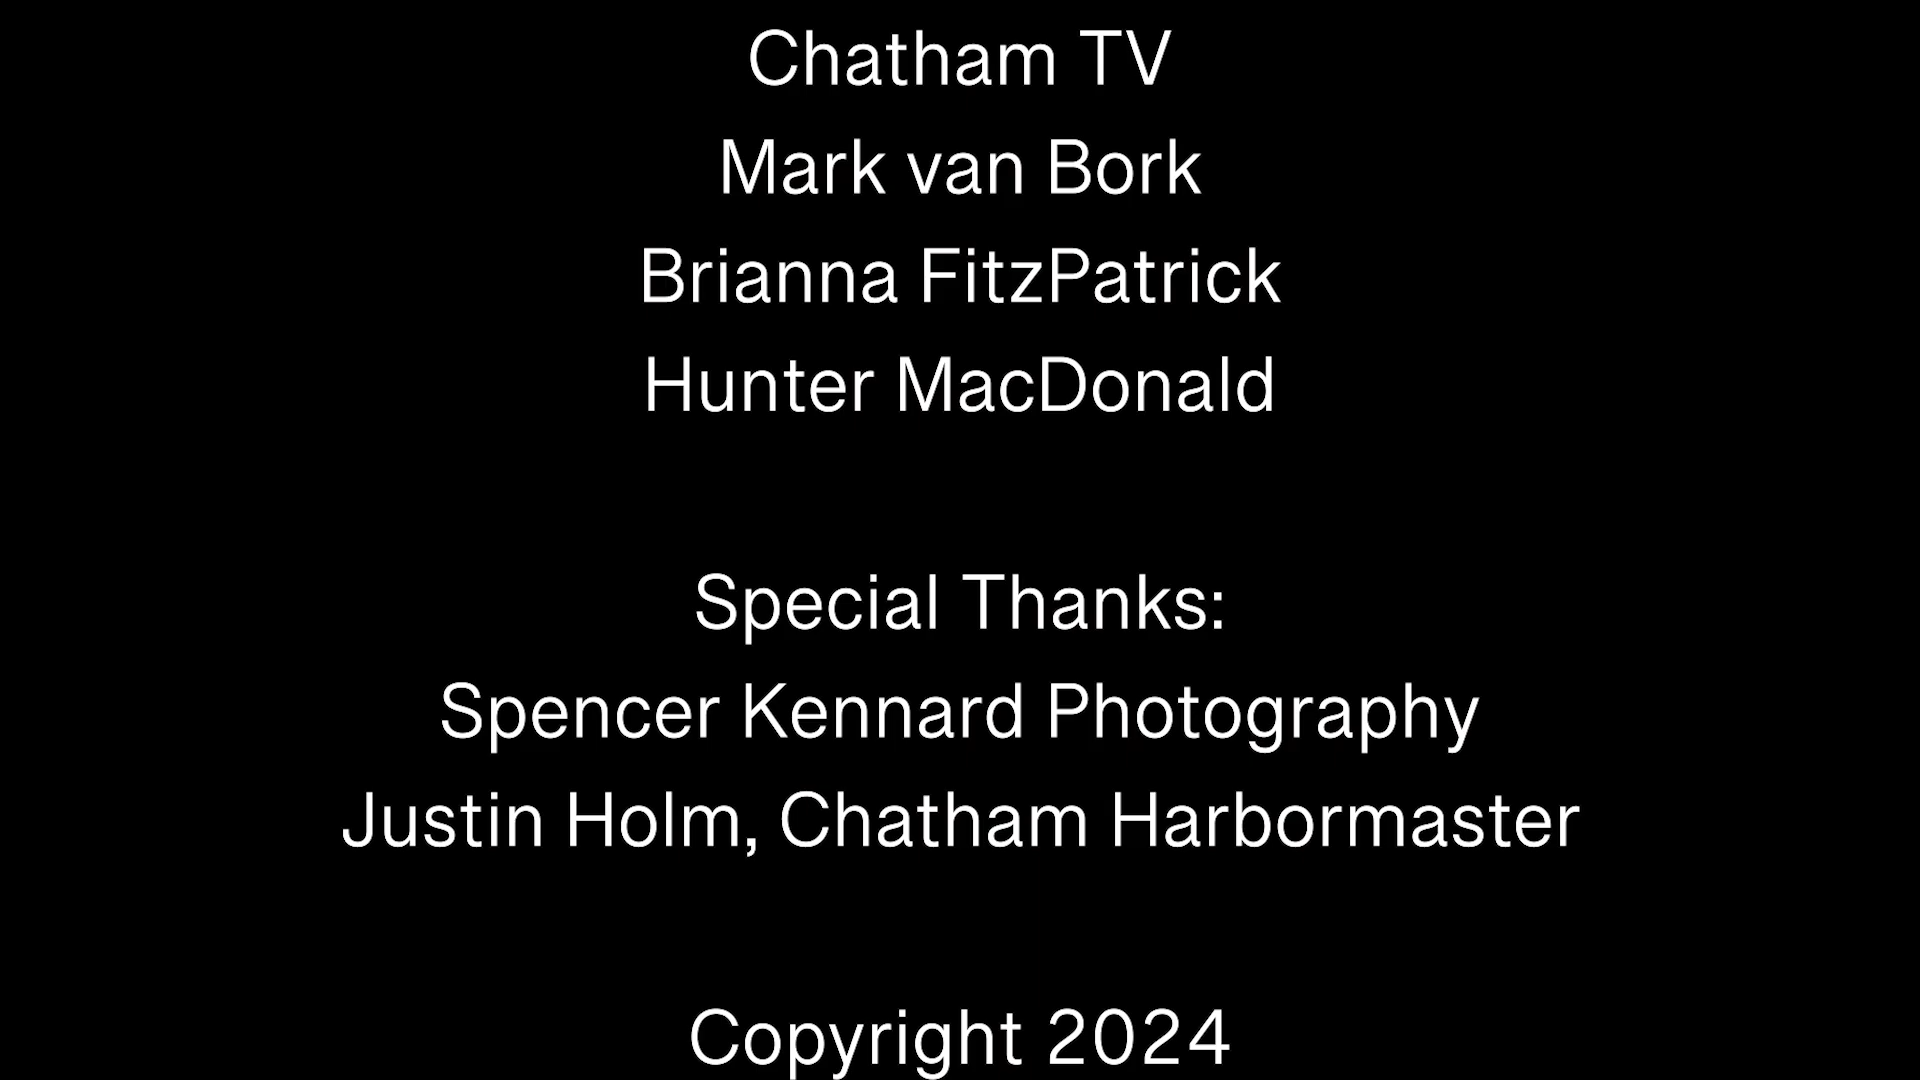 Chatham TV
Mark van Bork
Brianna FitzPatrick
Hunter MacDonald
Special Thanks:
Spencer Kennard Photography
Justin Holm, Chatham Harbormaster
Copyright 2024